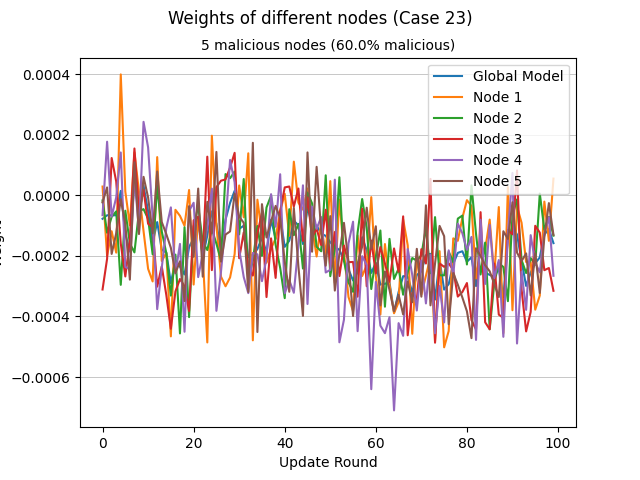 Weights of different nodes (Case 23)
5 malicious nodes (60.0% malicious)
0.0004
0.0002
0.0000
−0.0002
−0.0004
−0.0006
Global Model
Node 1
Node 2
Node 3
Node 4
Node 5
0 20 40 60 80 100
Update Round